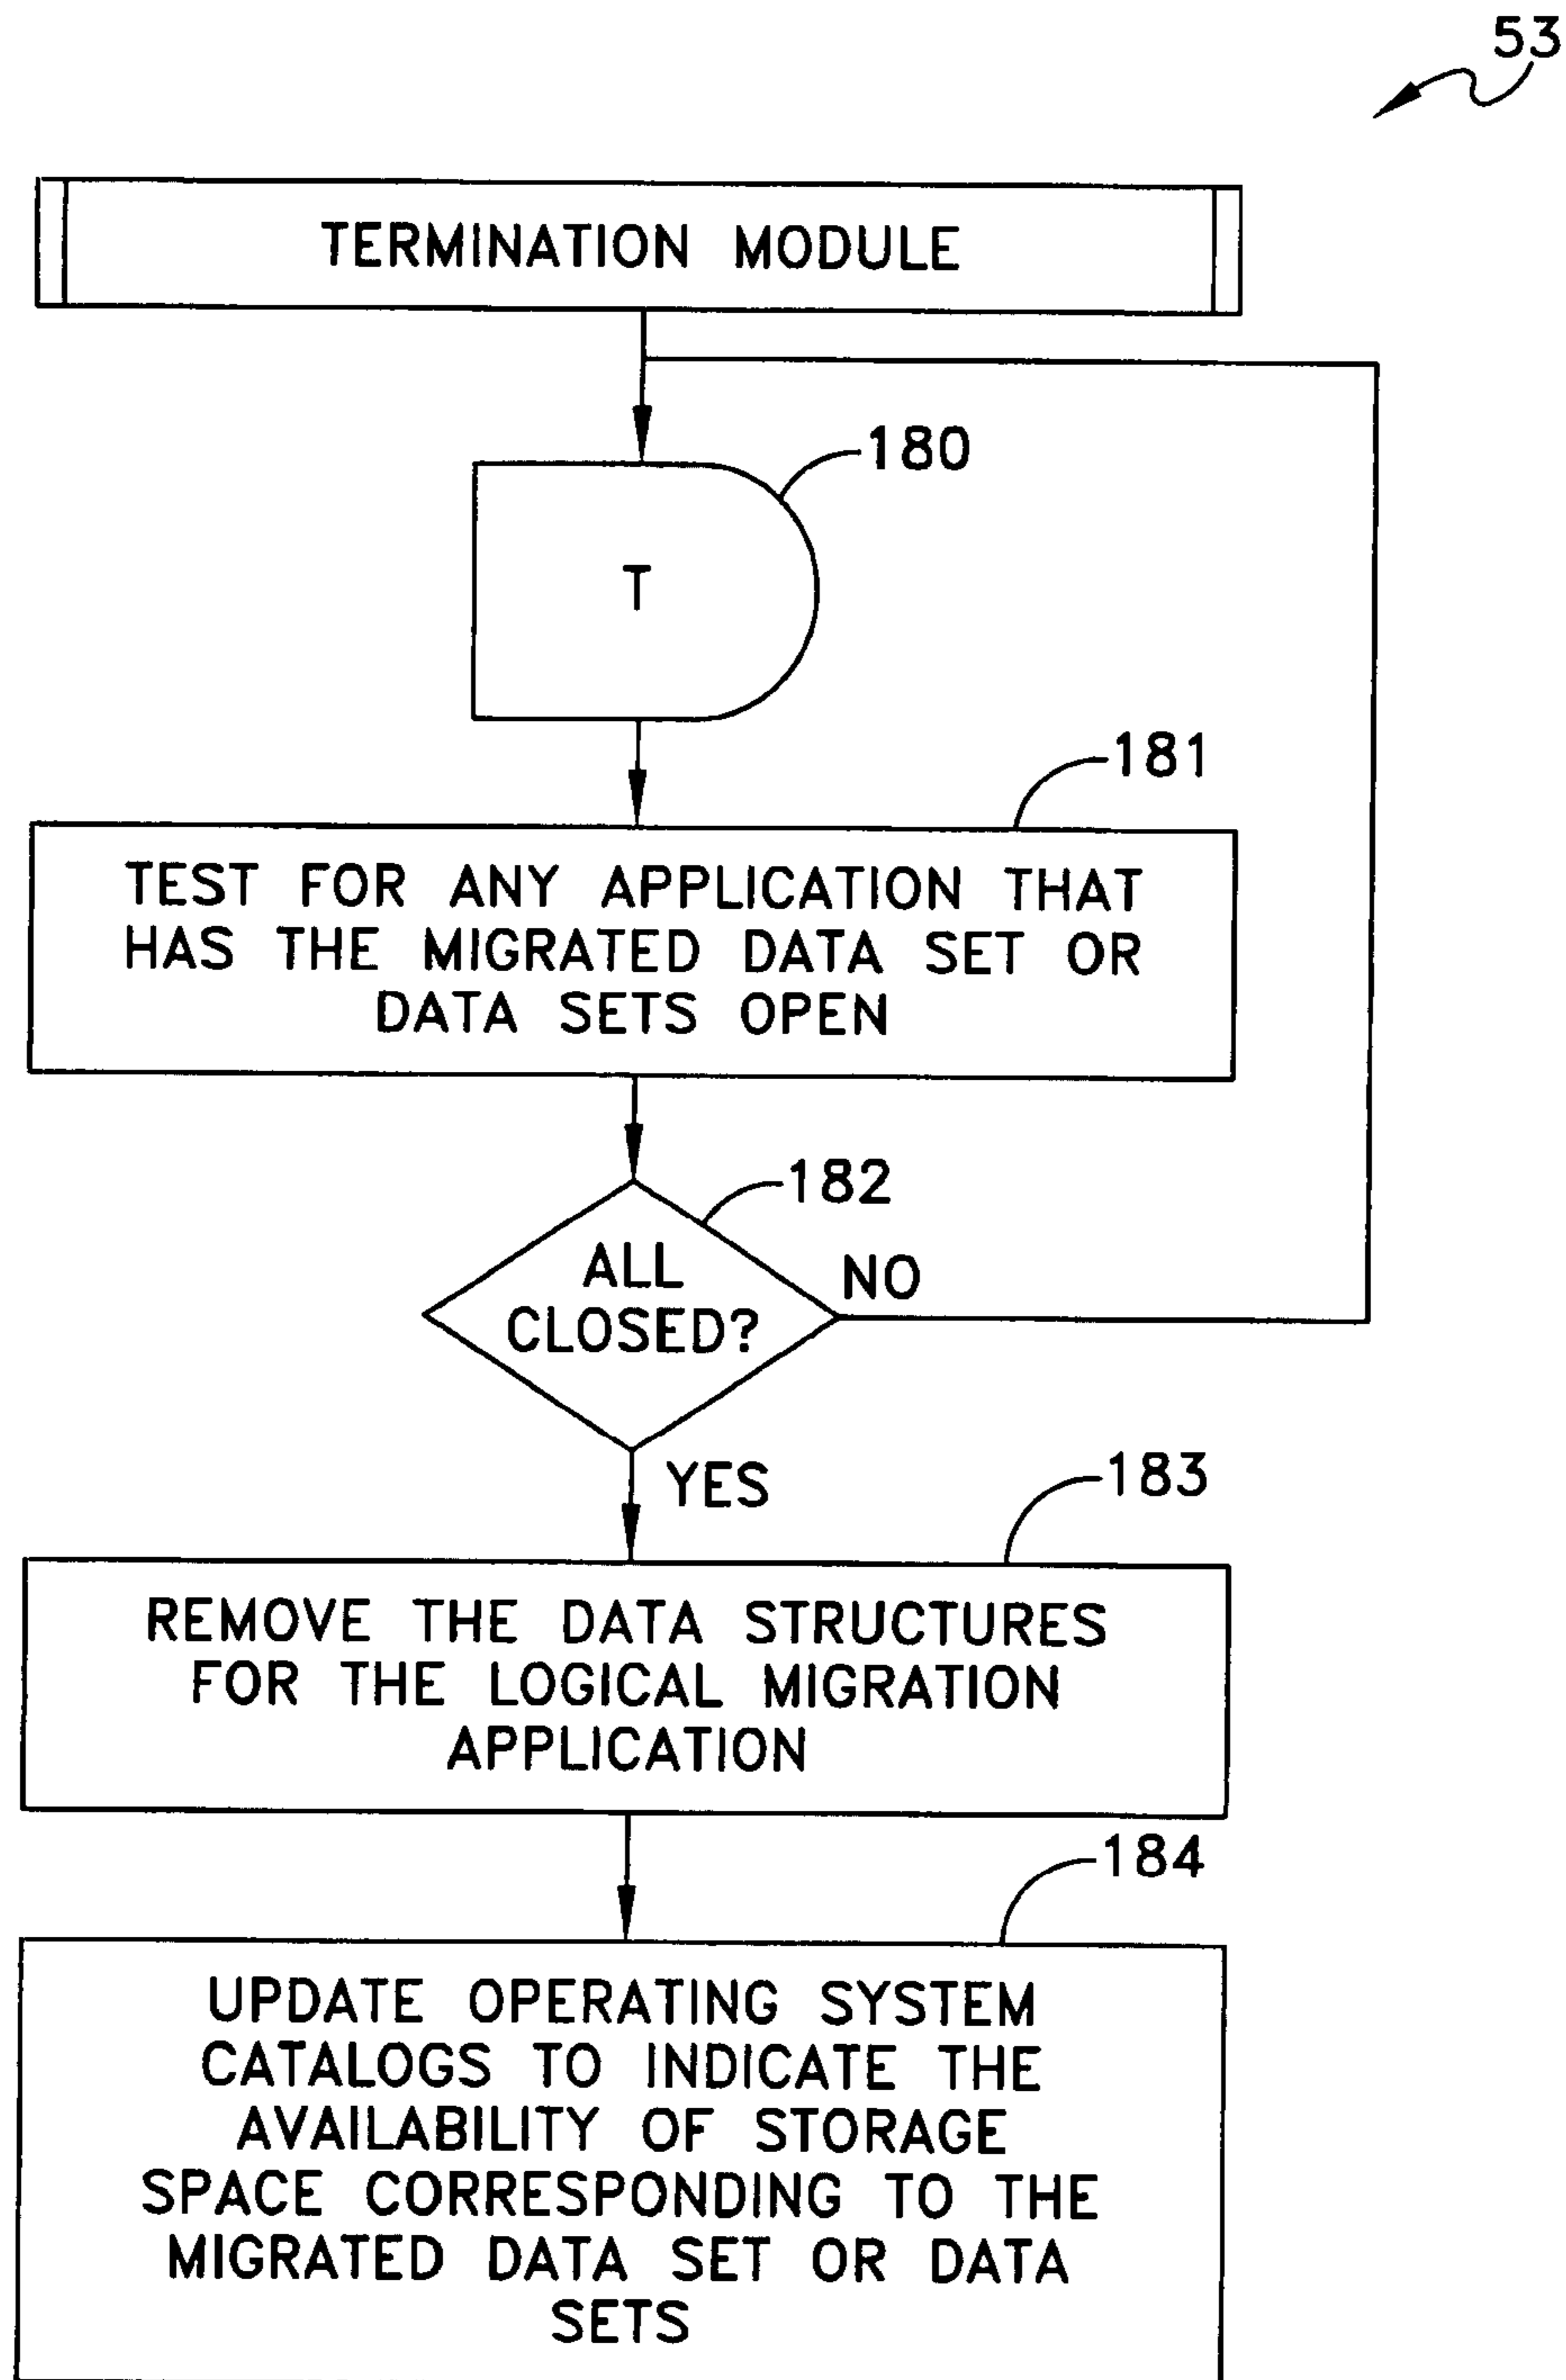 53
TERMINATION MODULE
180
T
181
TEST FOR ANY APPLICATION THAT
HAS THE MIGRATED DATA SET OR
DATA SETS OPEN
182
ALL
CLOSED?
NO
YES
183
REMOVE THE DATA STRUCTURES
FOR THE LOGICAL MIGRATION
APPLICATION
184
UPDATE OPERATING SYSTEM
CATALOGS TO INDICATE THE
AVAILABILITY OF STORAGE
SPACE CORRESPONDING TO THE
MIGRATED DATA SET OR DATA
SETS